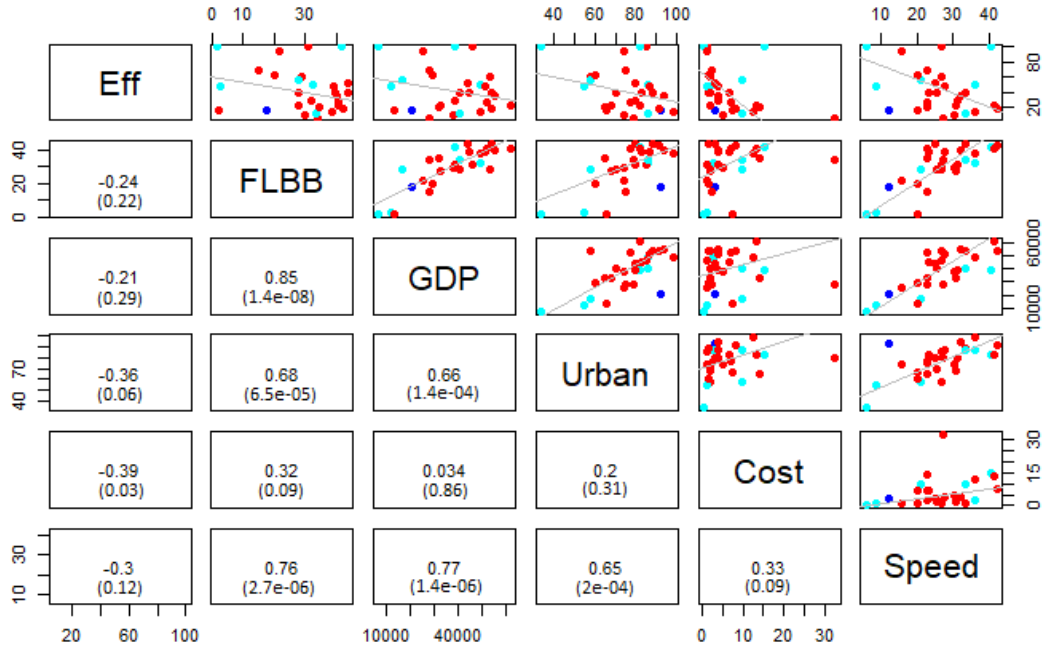 0 10 30 40 60 80 100 10 20 30 40
Eff
20 60
0 20 40
-0.24
(0.22)
FLBB
-0.21
(0.29)
0.85
(1.4e-08)
GDP
10000 60000
40 70
-0.36
(0.06)
0.68
(6.5e-05)
0.66
(1.4e-04)
Urban
-0.39
(0.03)
0.32
(0.09)
0.034
(0.86)
0.2
(0.31)
Cost
0 5 15 30
10 30
-0.3
(0.12)
0.76
(2.7e-06)
0.77
(1.4e-06)
0.65
(2e-04)
0.33
(0.09)
Speed
20 60 100 10000 40000 0 10 20 30